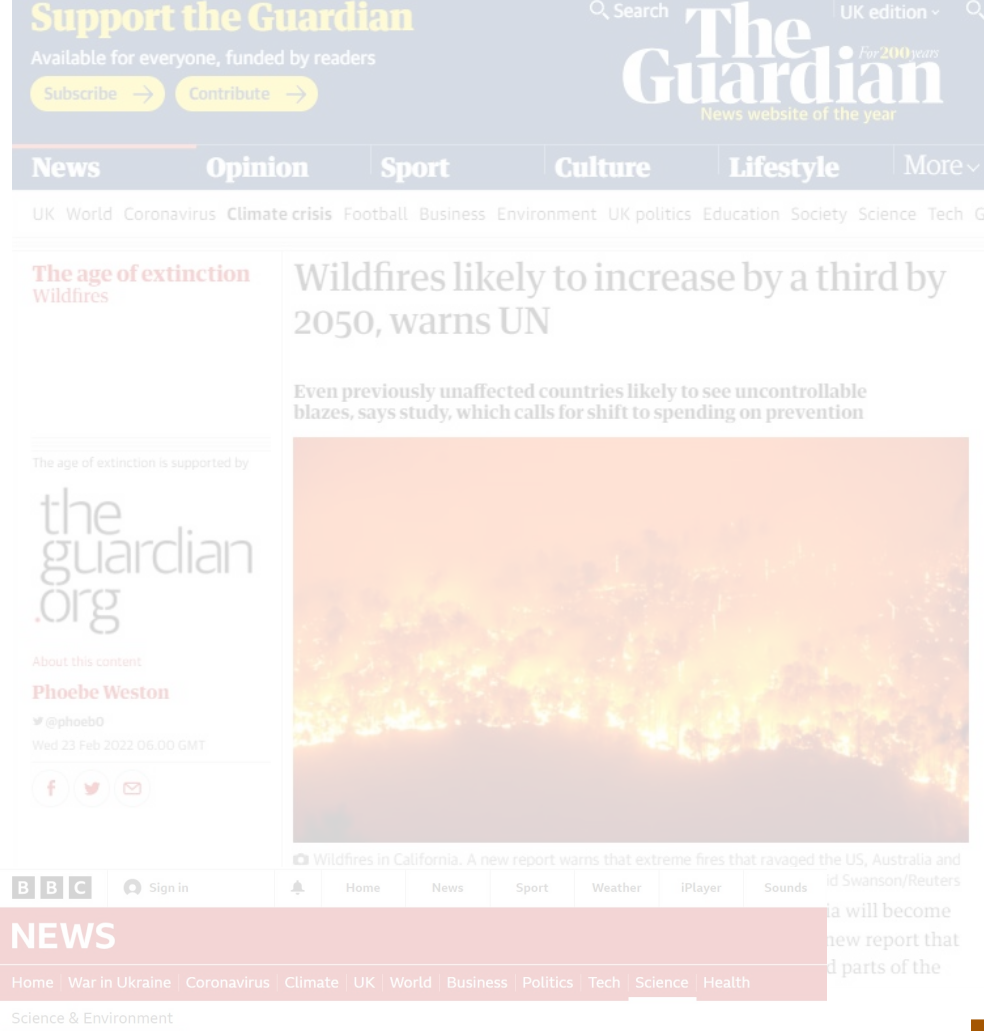 Support the Guardian
Available for everyone, funded by readers
Subscribe → Contribute →
Search UK edition
The Guardian
For 200 years
News website of the year
News Opinion Sport Culture Lifestyle More
UK World Coronavirus Climate crisis Football Business Environment UK politics Education Society Science Tech G
The age of extinction
Wildfires
Wildfires likely to increase by a third by
2050, warns UN
Even previously unaffected countries likely to see uncontrollable
blazes, says study, which calls for shift to spending on prevention
The age of extinction is supported by
the
guardian
.org
About this content
Phoebe Weston
@phoeb0
Wed 23 Feb 2022 06.00 GMT
Wildfires in California. A new report warns that extreme fires that ravaged the US, Australia and
id Swanson/Reuters
ia will become
new report that
d parts of the
BBC Sign in Home News Sport Weather iPlayer Sounds
NEWS
Home War in Ukraine Coronavirus Climate UK World Business Politics Tech Science Health
Science & Environment